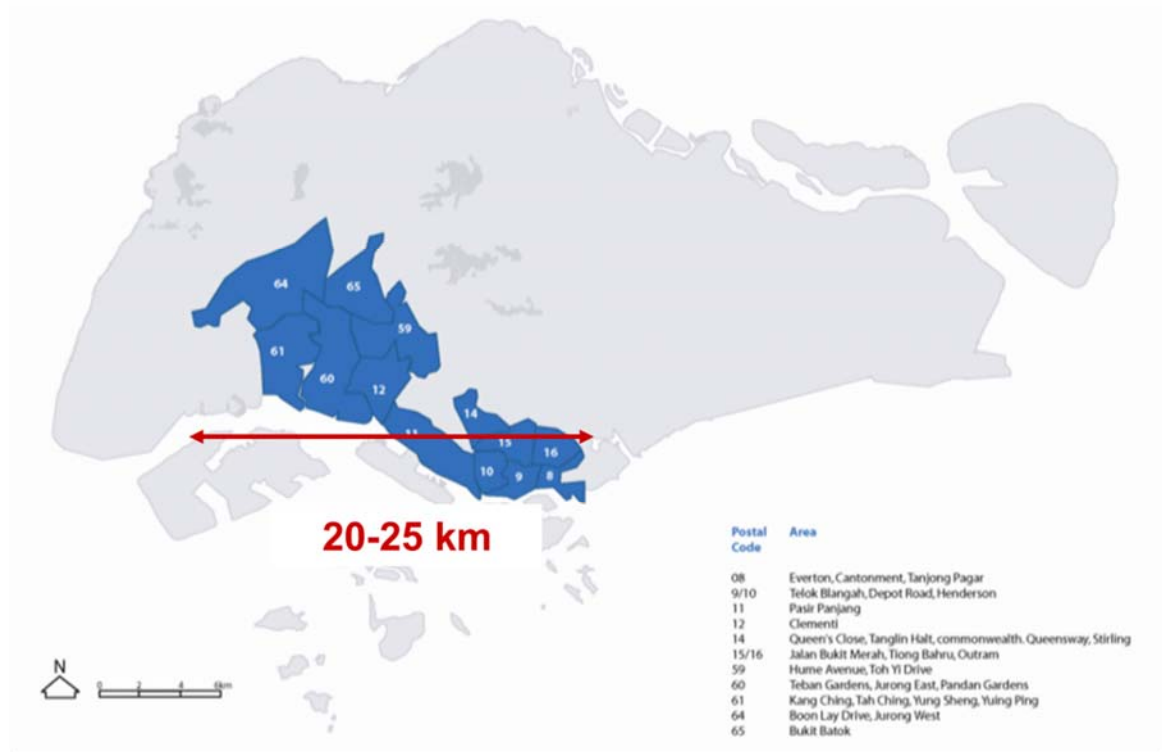 64
65
59
61
60
12
14
11
15
16
10
9
8
20-25 km
Postal Code
Area
08 Everton, Cantonment, Tanjong Pagar
9/10 Telok Blangah, Depot Road, Henderson
11 Pasir Panjang
12 Clementi
14 Queen's Close, Tanglin Halt, commonwealth. Queensway, Stirling
15/16 Jalan Bukit Merah, Tiong Bahru, Outram
59 Hume Avenue, Toh Yi Drive
60 Teban Gardens, Jurong East, Pandan Gardens
61 Kang Ching, Tah Ching, Yung Sheng, Yuing Ping
64 Boon Lay Drive, Jurong West
65 Bukit Batok
N
0 2 4 6km